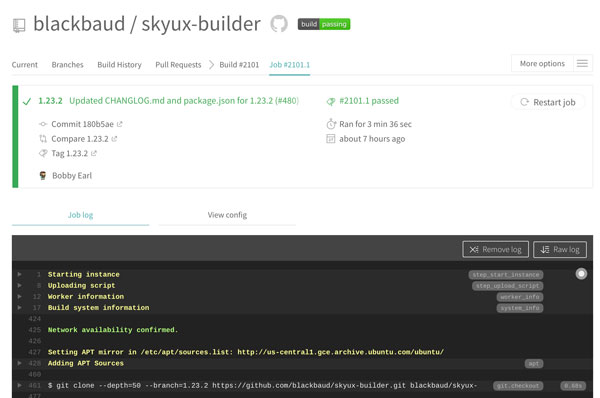 blackbaud / skyux-builder
build passing
Current Branches Build History Pull Requests Build #2101 Job #2101.1 More options
1.23.2 Updated CHANGLOG.md and package.json for 1.23.2 (#480)
#2101.1 passed
Restart job
Commit 180b5ae
Ran for 3 min 36 sec
Compare 1.23.2
about 7 hours ago
Tag 1.23.2
Bobby Earl
Job log View config
Remove log Raw log
1 Starting instance step_start_instance
8 Uploading script step_upload_script
12 Worker information worker_info
17 Build system information system_info
424
425 Network availability confirmed.
426
427 Setting APT mirror in /etc/apt/sources.list: http://us-central1.gce.archive.ubuntu.com/ubuntu/
428 Adding APT Sources apt
460
461 $ git clone --depth=50 --branch=1.23.2 https://github.com/blackbaud/skyux-builder.git blackbaud/skyux- git.checkout 0.60s
477